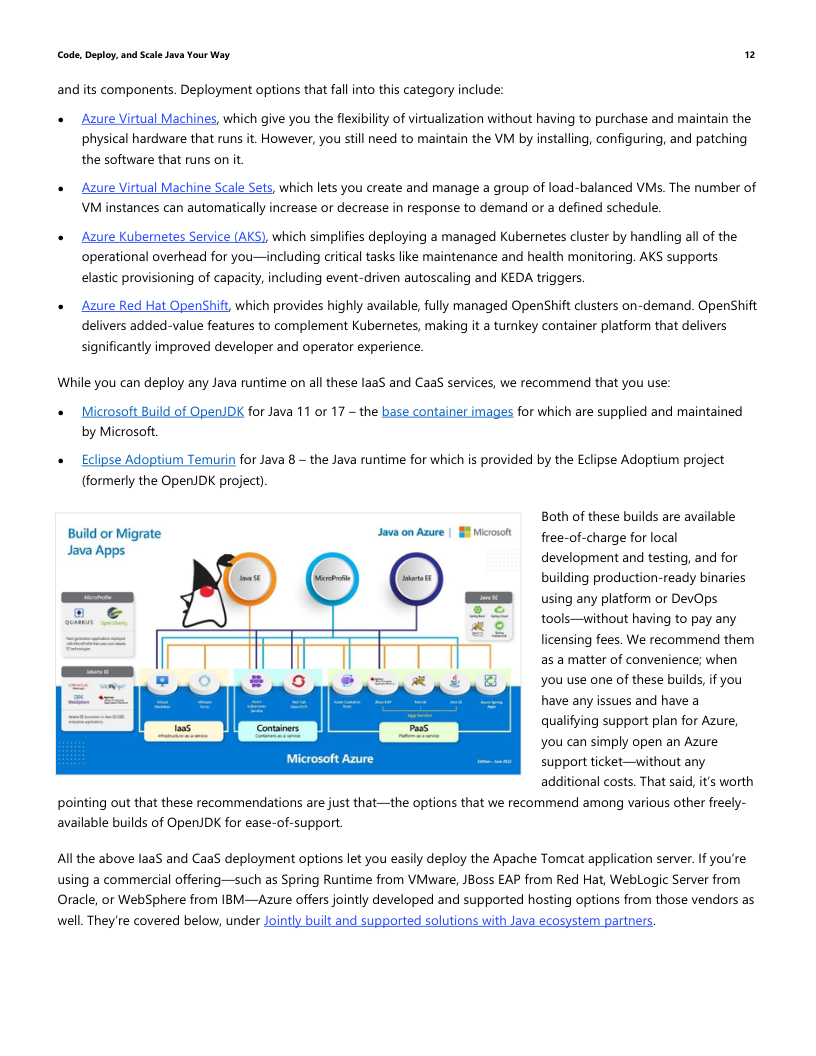 Code, Deploy, and Scale Java Your Way 12
and its components. Deployment options that fall into this category include:
● Azure Virtual Machines, which give you the flexibility of virtualization without having to purchase and maintain the
physical hardware that runs it. However, you still need to maintain the VM by installing, configuring, and patching
the software that runs on it.
● Azure Virtual Machine Scale Sets, which lets you create and manage a group of load-balanced VMs. The number of
VM instances can automatically increase or decrease in response to demand or a defined schedule.
● Azure Kubernetes Service (AKS), which simplifies deploying a managed Kubernetes cluster by handling all of the
operational overhead for you—including critical tasks like maintenance and health monitoring. AKS supports
elastic provisioning of capacity, including event-driven autoscaling and KEDA triggers.
● Azure Red Hat OpenShift, which provides highly available, fully managed OpenShift clusters on-demand. OpenShift
delivers added-value features to complement Kubernetes, making it a turnkey container platform that delivers
significantly improved developer and operator experience.
While you can deploy any Java runtime on all these IaaS and CaaS services, we recommend that you use:
● Microsoft Build of OpenJDK for Java 11 or 17 – the base container images for which are supplied and maintained
by Microsoft.
● Eclipse Adoptium Temurin for Java 8 – the Java runtime for which is provided by the Eclipse Adoptium project
(formerly the OpenJDK project).
Build or Migrate
Java Apps
Java on Azure | Microsoft
Java SE
MicroProfile
Jakarta EE
MicroProfile
QUARKUS
Open Liberty
Next generation applications deployed
with MicroProfile that uses core Jakarta
EE technologies
Java SE
Spring Boot
Spring Cloud
Jakarta EE
ORACLE
WildFly
IBM
WebSphere
Jakarta EE (successor to Java EE/J2EE)
enterprise applications.
Virtual
Machines
VMware
Azure
Kubernetes
Service
Red Hat
OpenShift
Azure Container
Apps
JBoss EAP
Tomcat
Java SE
Azure Spring
Apps
App Service
IaaS
Infrastructure as a service
Containers
Containers as a service
PaaS
Platform as a service
Microsoft Azure
Edition - June 2022
Both of these builds are available
free-of-charge for local
development and testing, and for
building production-ready binaries
using any platform or DevOps
tools—without having to pay any
licensing fees. We recommend them
as a matter of convenience; when
you use one of these builds, if you
have any issues and have a
qualifying support plan for Azure,
you can simply open an Azure
support ticket—without any
additional costs. That said, it’s worth
pointing out that these recommendations are just that—the options that we recommend among various other freely-
available builds of OpenJDK for ease-of-support.
All the above IaaS and CaaS deployment options let you easily deploy the Apache Tomcat application server. If you’re
using a commercial offering—such as Spring Runtime from VMware, JBoss EAP from Red Hat, WebLogic Server from
Oracle, or WebSphere from IBM—Azure offers jointly developed and supported hosting options from those vendors as
well. They’re covered below, under Jointly built and supported solutions with Java ecosystem partners.